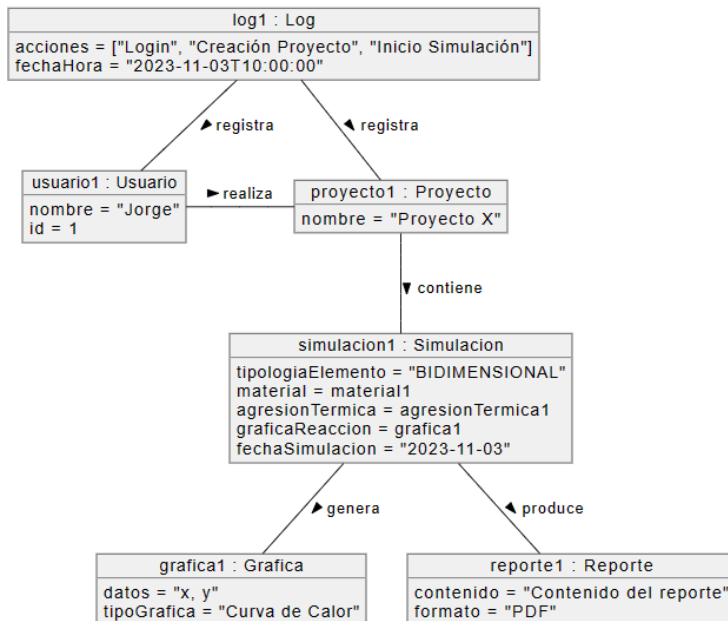 log1 : Log
acciones = ["Login", "Creación Proyecto", "Inicio Simulación"]
fechaHora = "2023-11-03T10:00:00"
registra
registra
usuario1 : Usuario
nombre = "Jorge"
id = 1
realiza
proyecto1 : Proyecto
nombre = "Proyecto X"
contiene
simulacion1 : Simulacion
tipologiaElemento = "BIDIMENSIONAL"
material = material1
agresionTermica = agresionTermica1
graficaReaccion = grafica1
fechaSimulacion = "2023-11-03"
genera
produce
grafica1 : Grafica
datos = "x, y"
tipoGrafica = "Curva de Calor"
reporte1 : Reporte
contenido = "Contenido del reporte"
formato = "PDF"